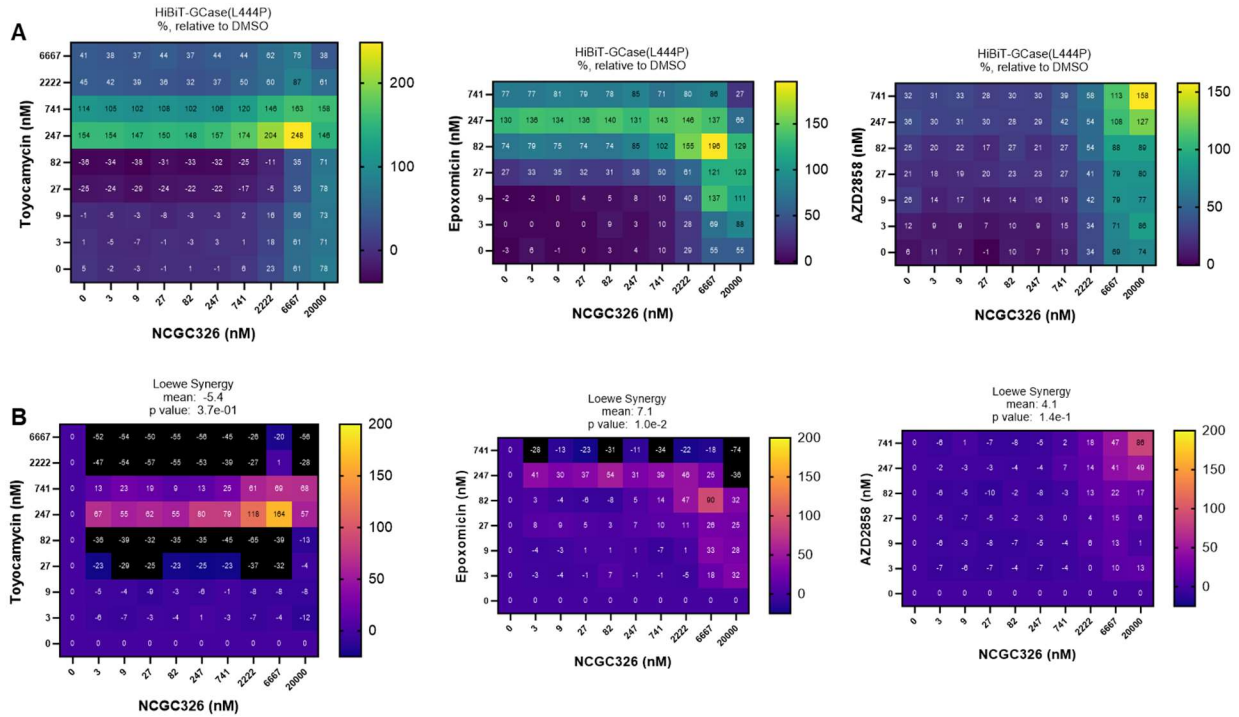 A
HiBiT-GCase(L444P)
%, relative to DMSO
Toyocamycin (nM)
6667 41 38 37 44 37 44 44 62 75 38
2222 45 42 39 36 32 37 50 60 87 61
741 114 105 102 108 102 106 120 146 163 158
247 154 154 147 150 148 157 174 204 248 146
82 -36 -34 -38 -31 -33 -32 -25 -11 35 71
27 -25 -24 -29 -24 -22 -22 -17 -5 35 78
9 -1 -5 -3 -8 -3 -3 2 16 56 73
3 1 -5 -7 -1 -3 3 1 18 61 71
0 5 -2 -3 -1 1 -1 6 23 61 78
0 3 9 27 82 247 741 2222 6667 20000
NCGC326 (nM)
200
100
0
HiBiT-GCase(L444P)
%, relative to DMSO
Epoxomicin (nM)
741 77 77 81 79 78 85 71 80 86 27
247 130 136 134 136 140 131 143 146 137 66
82 74 79 75 74 74 85 102 155 196 129
27 27 33 35 32 31 38 50 61 121 123
9 -2 -2 0 4 5 8 10 40 137 111
3 0 0 0 0 9 3 10 28 69 88
0 -3 6 -1 0 3 4 10 29 55 55
0 3 9 27 82 247 741 2222 6667 20000
NCGC326 (nM)
150
100
50
0
HiBiT-GCase(L444P)
%, relative to DMSO
AZD2858 (nM)
741 32 31 33 28 30 30 39 58 113 158
247 36 30 31 30 28 29 42 54 108 127
82 25 20 22 17 27 21 27 54 88 89
27 21 18 19 20 23 23 27 41 79 80
9 26 14 17 14 14 16 19 42 79 77
3 12 9 9 7 10 9 15 34 71 86
0 6 11 7 -1 10 7 13 34 69 74
0 3 9 27 82 247 741 2222 6667 20000
NCGC326 (nM)
150
100
50
0
B
Loewe Synergy
mean: -5.4
p value: 3.7e-01
Toyocamycin (nM)
6667 0 -52 -54 -50 -55 -56 -45 -26 -20 -56
2222 0 -47 -54 -57 -55 -53 -39 -27 1 -28
741 0 13 23 19 9 13 25 61 69 68
247 0 67 55 62 55 80 79 118 164 57
82 0 -36 -39 -32 -35 -35 -45 -66 -65 -13
27 0 -23 -29 -25 -23 -25 -23 -37 -32 -4
9 0 -5 -4 -9 -3 -6 -1 -8 -8 -9
3 0 -6 -7 -3 -4 1 -3 -7 -4 -12
0 0 0 0 0 0 0 0 0 0 0
0 3 9 27 82 247 741 2222 6667 20000
NCGC326 (nM)
200
150
100
50
0
Loewe Synergy
mean: 7.1
p value: 1.0e-2
Epoxomicin (nM)
741 0 -28 -13 -23 -31 -11 -34 -22 -18 -74
247 0 41 30 37 54 31 37 46 25 -36
82 0 3 -4 -6 -8 5 14 47 90 32
27 0 8 9 5 3 7 10 11 26 25
9 0 -4 -3 1 1 1 -7 1 33 28
3 0 -3 -4 -1 7 -1 -1 -5 18 32
0 0 0 0 0 0 0 0 0 0 0
0 3 9 27 82 247 741 2222 6667 20000
NCGC326 (nM)
200
150
100
50
0
Loewe Synergy
mean: 4.1
p value: 1.4e-1
AZD2858 (nM)
741 0 -6 1 -7 -8 -5 2 18 47 86
247 0 -2 -3 -5 -4 -4 7 14 41 49
82 0 -6 -5 -10 -2 -8 -3 13 22 17
27 0 -5 -7 -5 -2 -3 0 4 15 6
9 0 -6 -3 -8 -7 -5 -4 6 13 1
3 0 -7 -6 -7 -4 -7 -3 0 10 13
0 0 0 0 0 0 0 0 0 0 0
0 3 9 27 82 247 741 2222 6667 20000
NCGC326 (nM)
200
150
100
50
0